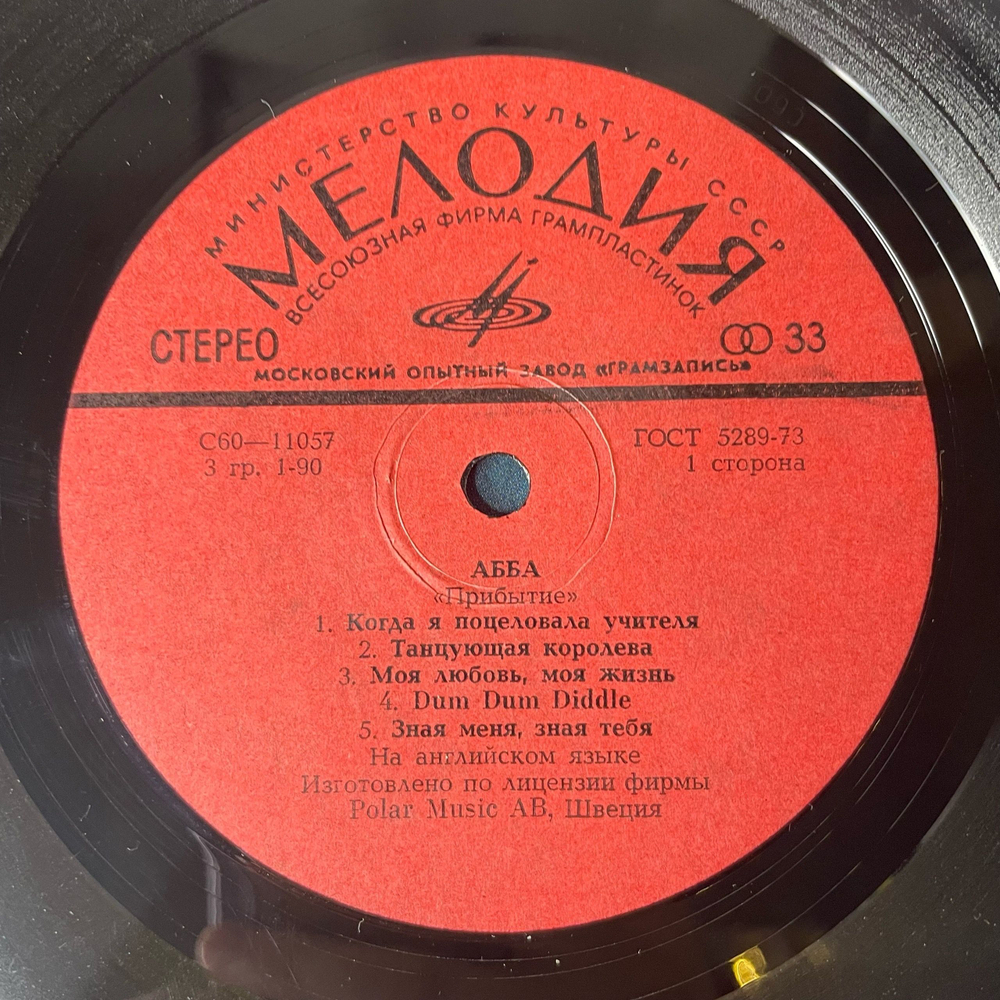 МИНИСТЕРСТВО КУЛЬТУРЫ СССР
МЕЛОДИЯ
ВСЕСОЮЗНАЯ ФИРМА ГРАМПЛАСТИНОК
СТЕРЕО
33
МОСКОВСКИЙ ОПЫТНЫЙ ЗАВОД «ГРАМЗАПИСЬ»
С60—11057
ГОСТ 5289-73
3 гр. 1-90
1 сторона
АББА
«Прибытие»
1. Когда я поцеловала учителя
2. Танцующая королева
3. Моя любовь, моя жизнь
4. Dum Dum Diddle
5. Зная меня, зная тебя
На английском языке
Изготовлено по лицензии фирмы
Polar Music AB, Швеция